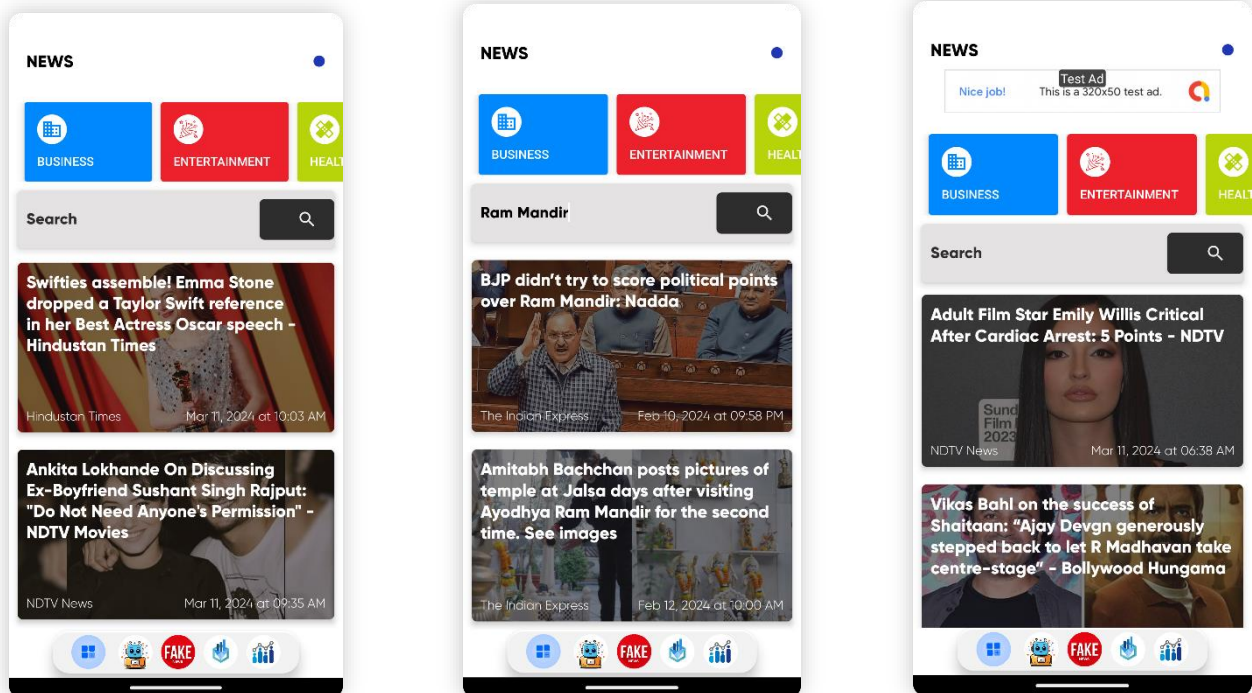 NEWS
BUSINESS
ENTERTAINMENT
HEALT
Search
Swifties assemble! Emma Stone
dropped a Taylor Swift reference
in her Best Actress Oscar speech -
Hindustan Times
Hindustan Times
Mar 11, 2024 at 10:03 AM
Ankita Lokhande On Discussing
Ex-Boyfriend Sushant Singh Rajput:
"Do Not Need Anyone's Permission" -
NDTV Movies
NDTV News
Mar 11, 2024 at 09:35 AM
FAKE
NEWS
NEWS
BUSINESS
ENTERTAINMENT
HEALT
Ram Mandir
BJP didn't try to score political points
over Ram Mandir: Nadda
The Indian Express
Feb 10, 2024 at 09:58 PM
Amitabh Bachchan posts pictures of
temple at Jalsa days after visiting
Ayodhya Ram Mandir for the second
time. See images
The Indian Express
Feb 12, 2024 at 10:00 AM
FAKE
NEWS
NEWS
Test Ad
Nice job!
This is a 320x50 test ad.
BUSINESS
ENTERTAINMENT
HEALT
Search
Adult Film Star Emily Willis Critical
After Cardiac Arrest: 5 Points - NDTV
Sund
Film
2023
NDTV News
Mar 11, 2024 at 06:38 AM
Vikas Bahl on the success of
Shaitaan: “Ajay Devgn generously
stepped back to let R Madhavan take
centre-stage” - Bollywood Hungama
FAKE
NEWS